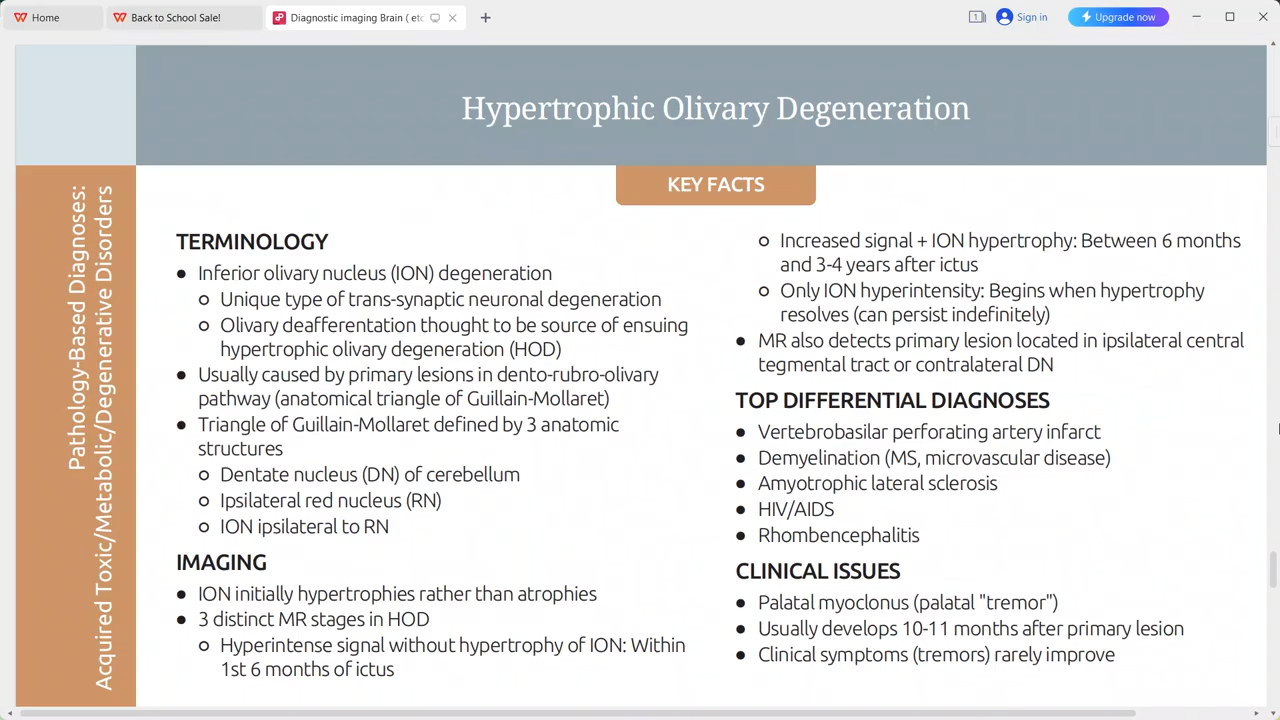 Home
Back to School Sale!
Diagnostic imaging Brain ( etc
Sign in
Upgrade now
Hypertrophic Olivary Degeneration
Pathology-Based Diagnoses:
Acquired Toxic/Metabolic/Degenerative Disorders
KEY FACTS
TERMINOLOGY
● Inferior olivary nucleus (ION) degeneration
○ Unique type of trans-synaptic neuronal degeneration
○ Olivary deafferentation thought to be source of ensuing
hypertrophic olivary degeneration (HOD)
● Usually caused by primary lesions in dento-rubro-olivary
pathway (anatomical triangle of Guillain-Mollaret)
● Triangle of Guillain-Mollaret defined by 3 anatomic
structures
○ Dentate nucleus (DN) of cerebellum
○ Ipsilateral red nucleus (RN)
○ ION ipsilateral to RN
IMAGING
● ION initially hypertrophies rather than atrophies
● 3 distinct MR stages in HOD
○ Hyperintense signal without hypertrophy of ION: Within
1st 6 months of ictus
○ Increased signal + ION hypertrophy: Between 6 months
and 3-4 years after ictus
○ Only ION hyperintensity: Begins when hypertrophy
resolves (can persist indefinitely)
● MR also detects primary lesion located in ipsilateral central
tegmental tract or contralateral DN
TOP DIFFERENTIAL DIAGNOSES
● Vertebrobasilar perforating artery infarct
● Demyelination (MS, microvascular disease)
● Amyotrophic lateral sclerosis
● HIV/AIDS
● Rhombencephalitis
CLINICAL ISSUES
● Palatal myoclonus (palatal "tremor")
● Usually develops 10-11 months after primary lesion
● Clinical symptoms (tremors) rarely improve